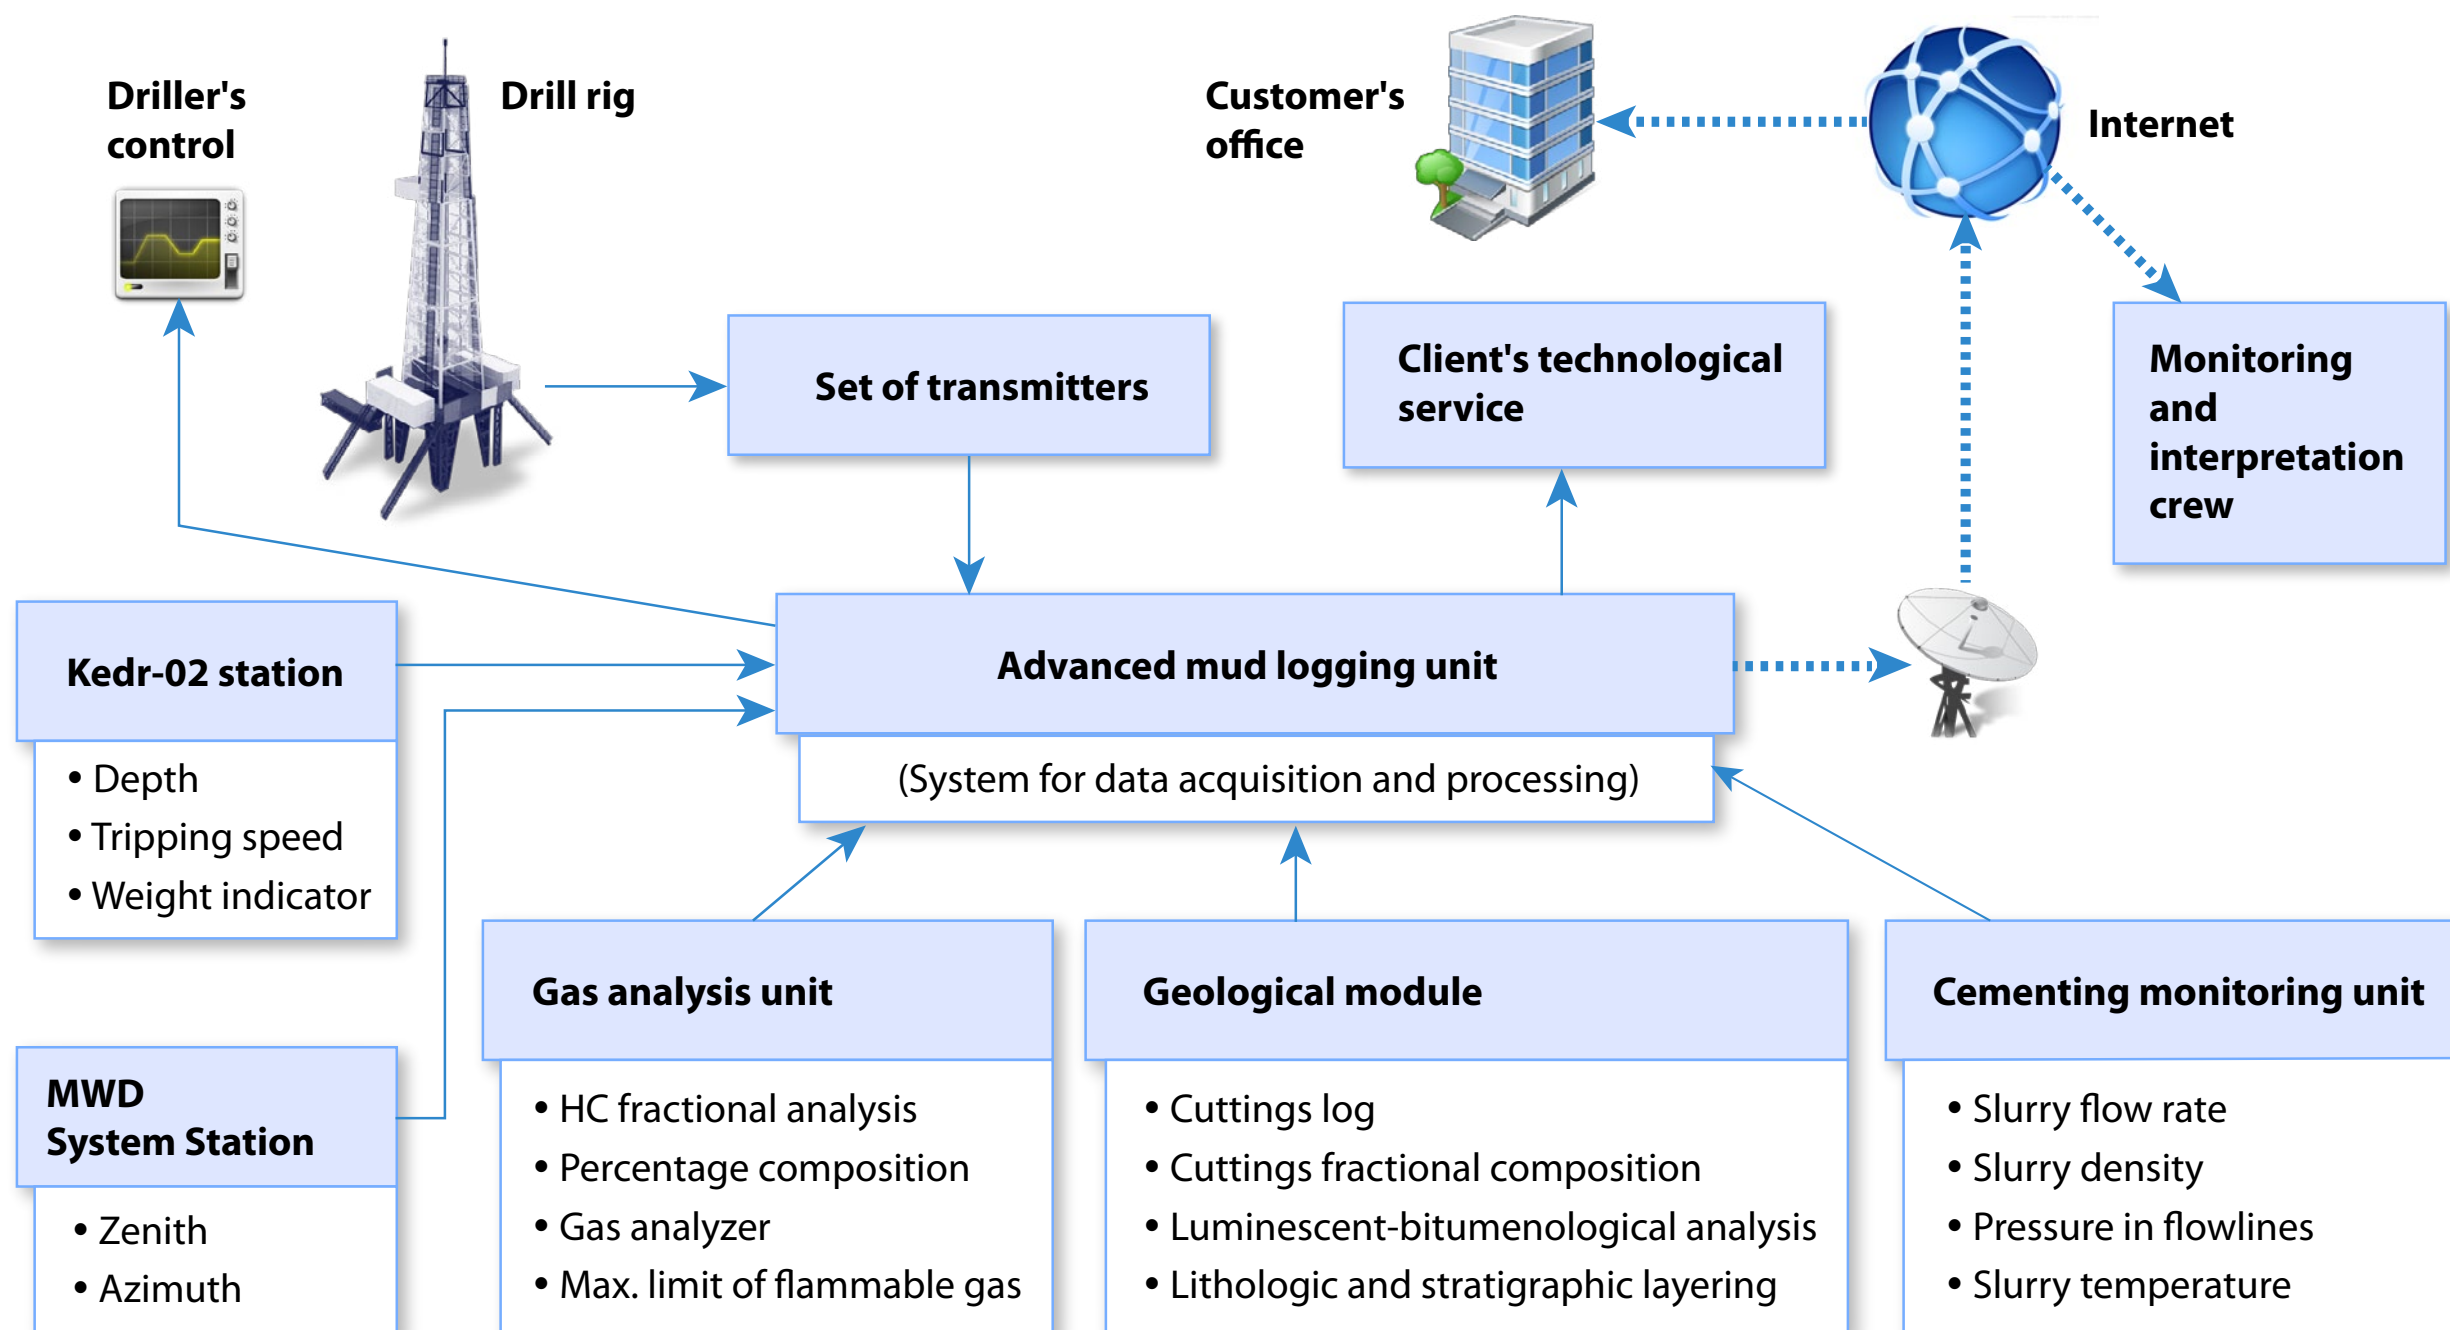 Driller's
control
Drill rig
Customer's
office
Internet
Set of transmitters
Client's technological
service
Monitoring
and
interpretation
crew
Kedr-02 station
• Depth
• Tripping speed
• Weight indicator
Advanced mud logging unit
(System for data acquisition and processing)
MWD
System Station
• Zenith
• Azimuth
Gas analysis unit
• HC fractional analysis
• Percentage composition
• Gas analyzer
• Max. limit of flammable gas
Geological module
• Cuttings log
• Cuttings fractional composition
• Luminescent-bitumenological analysis
• Lithologic and stratigraphic layering
Cementing monitoring unit
• Slurry flow rate
• Slurry density
• Pressure in flowlines
• Slurry temperature